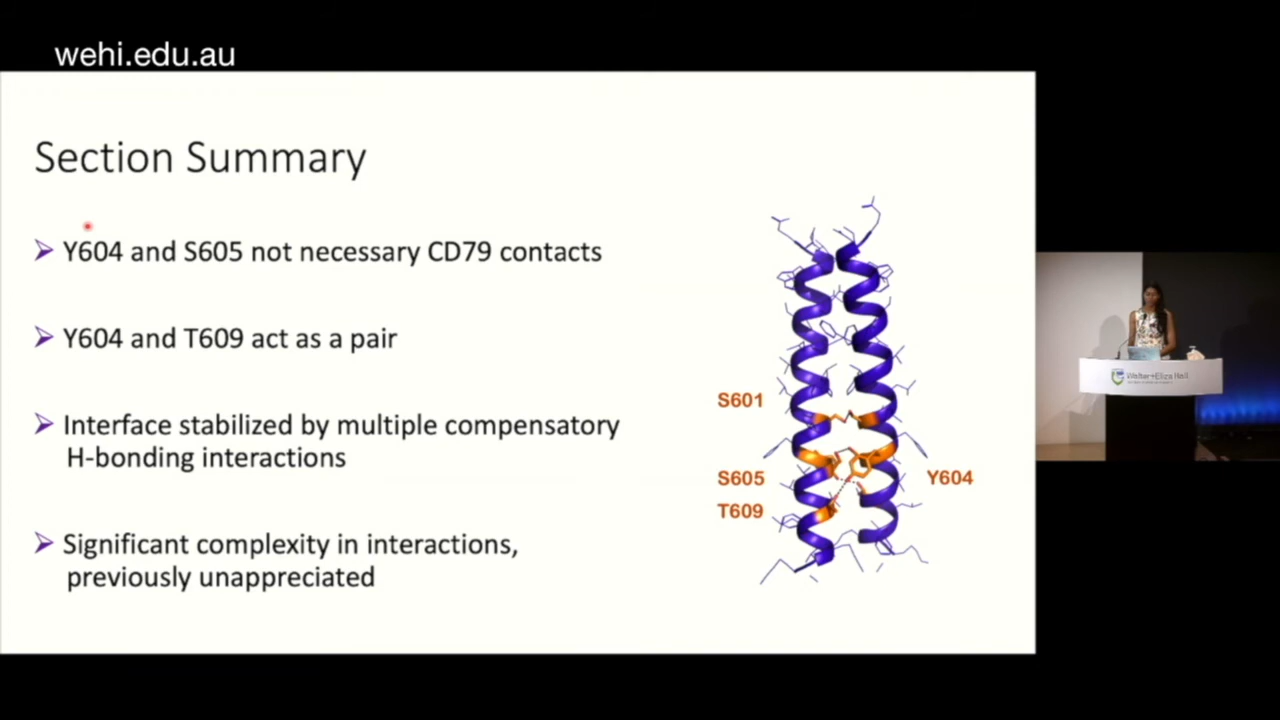 wehi.edu.au
Section Summary
Y604 and S605 not necessary CD79 contacts
Y604 and T609 act as a pair
Interface stabilized by multiple compensatory
H-bonding interactions
Significant complexity in interactions,
previously unappreciated
S601
S605
T609
Y604
Walter+Eliza Hall